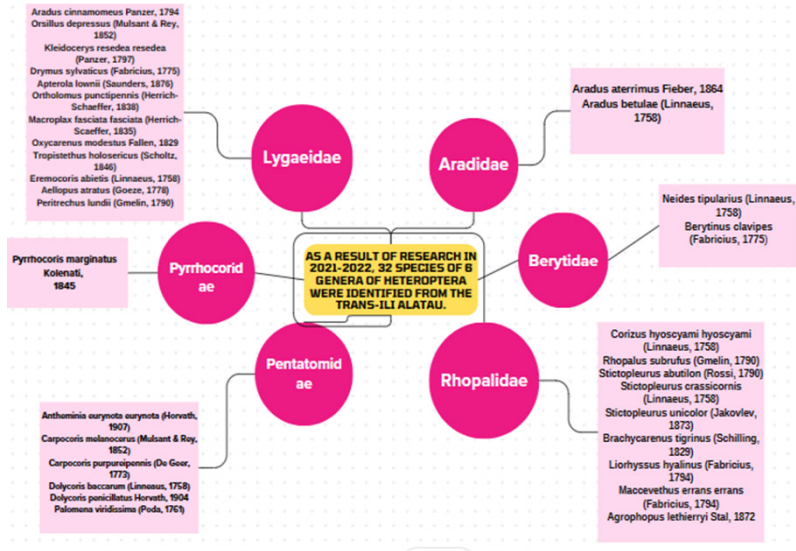 Aradus cinnamomeus Panzer, 1794
Orsillus depressus (Mulsant & Rey,
1852)
Kleidocerys resedea resedea
(Panzer, 1797)
Drymus sylvaticus (Fabricius, 1775)
Apterola lownii (Saunders, 1876)
Ortholomus punctipennis (Herrich-
Schaeffer, 1838)
Macroplax fasciata fasciata (Herrich-
Scaeffer, 1835)
Oxycarenus modestus Fallen, 1829
Tropistethus holosericus (Scholtz,
1846)
Eremocoris abietis (Linnaeus, 1758)
Aellopus atratus (Goeze, 1778)
Peritrechus lundii (Gmelin, 1790)
Lygaeidae
Aradidae
Aradus aterrimus Fieber, 1864
Aradus betulae (Linnaeus,
1758)
Pyrrhocoris marginatus
Kolenati,
1845
Pyrrhocorid
ae
AS A RESULT OF RESEARCH IN
2021-2022, 32 SPECIES OF 6
GENERA OF HETEROPTERA
WERE IDENTIFIED FROM THE
TRANS-ILI ALATAU.
Berytidae
Neides tipularius (Linnaeus,
1758)
Berytinus clavipes
(Fabricius, 1775)
Pentatomid
ae
Antheminia eurynota eurynota (Horvath,
1907)
Carpocoris melanocerus (Mulsant & Rey,
1852)
Carpocoris purpureipennis (De Geer,
1773)
Dolycoris baccarum (Linneaus, 1758)
Dolycoris penicillatus Horvath, 1904
Palomena viridissima (Poda, 1761)
Rhopalidae
Corizus hyoscyami hyoscyami
(Linnaeus, 1758)
Rhopalus subrufus (Gmelin, 1790)
Stictopleurus abutilon (Rossi, 1790)
Stictopleurus crassicornis
(Linnaeus, 1758)
Stictopleurus unicolor (Jakovlev,
1873)
Brachycarenus tigrinus (Schilling,
1829)
Liorhyssus hyalinus (Fabricius,
1794)
Maccevethus errans errans
(Fabricius, 1794)
Agrophopus lethierryi Stal, 1872